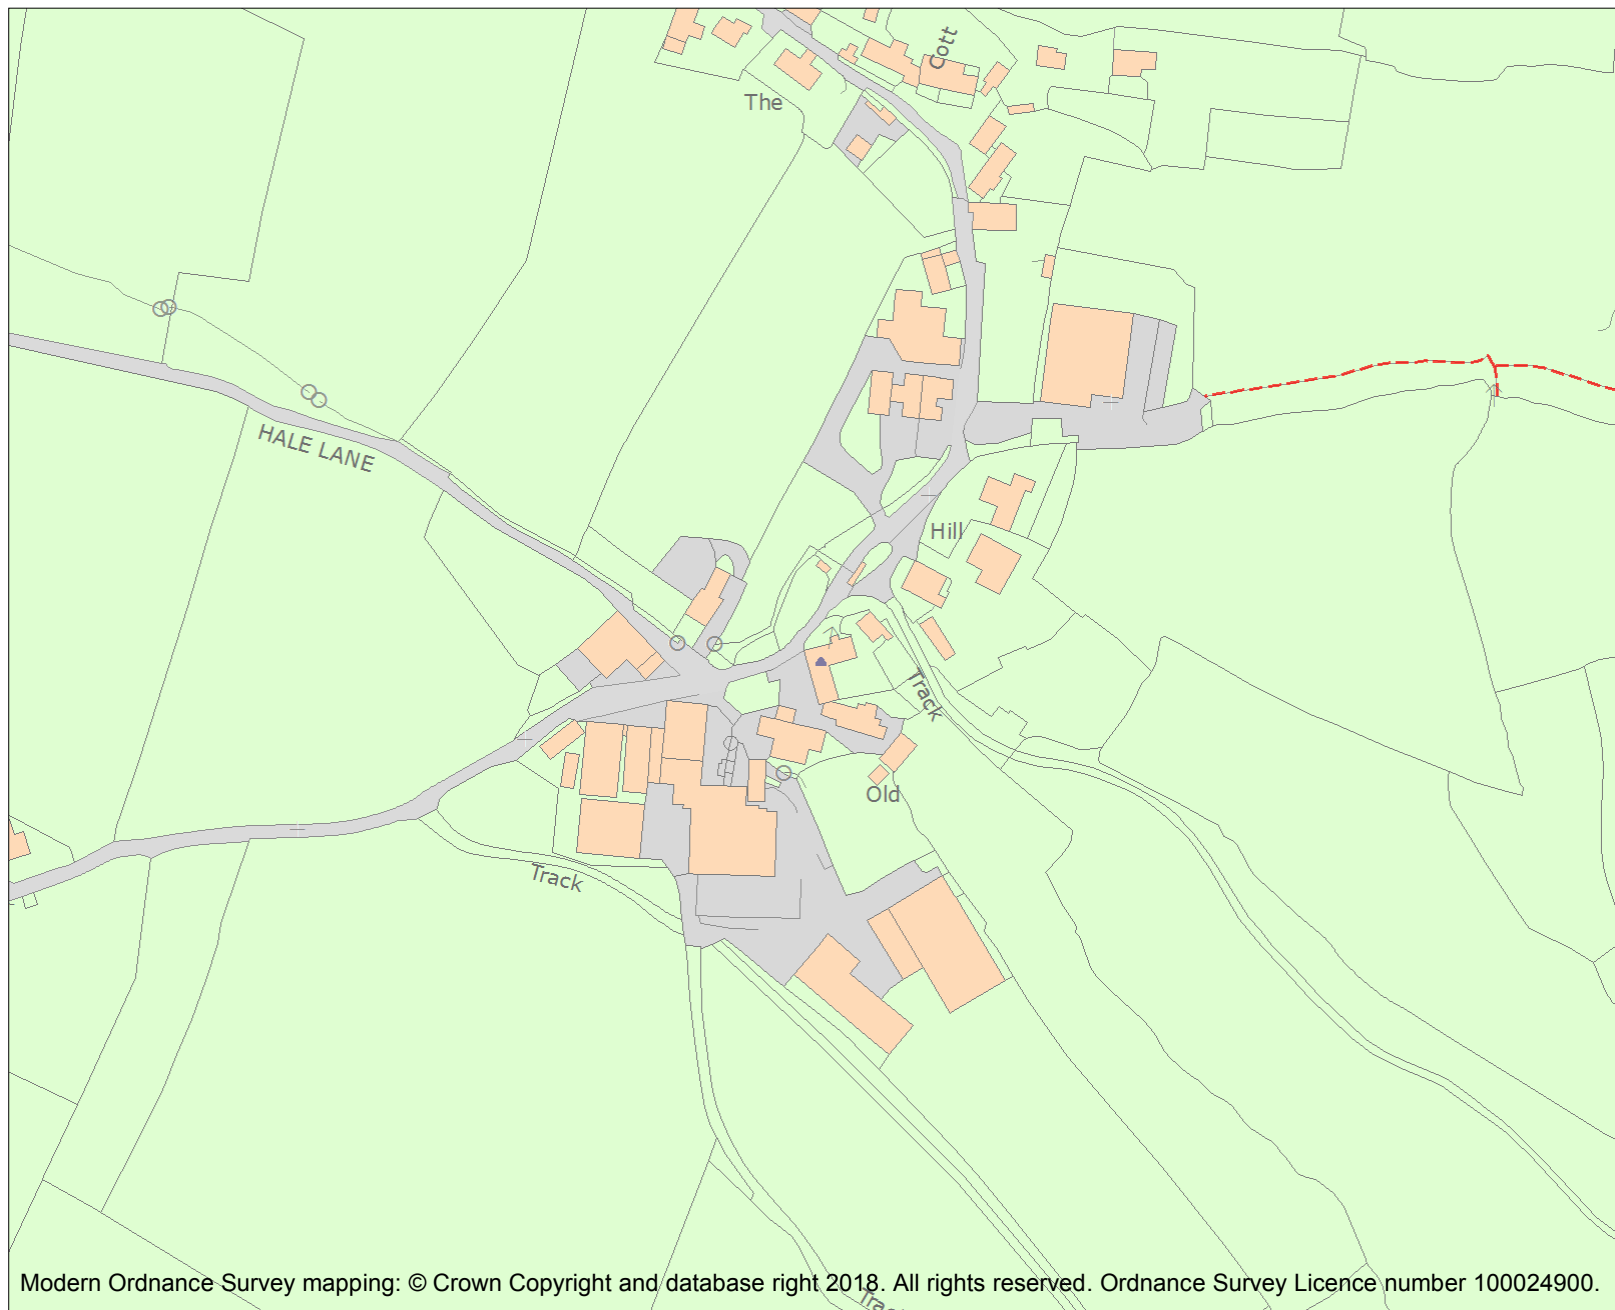 Cott
The
HALE LANE
Hill
Track
Old
Track
Modern Ordnance Survey mapping: © Crown Copyright and database right 2018. All rights reserved. Ordnance Survey Licence number 100024900.
Track